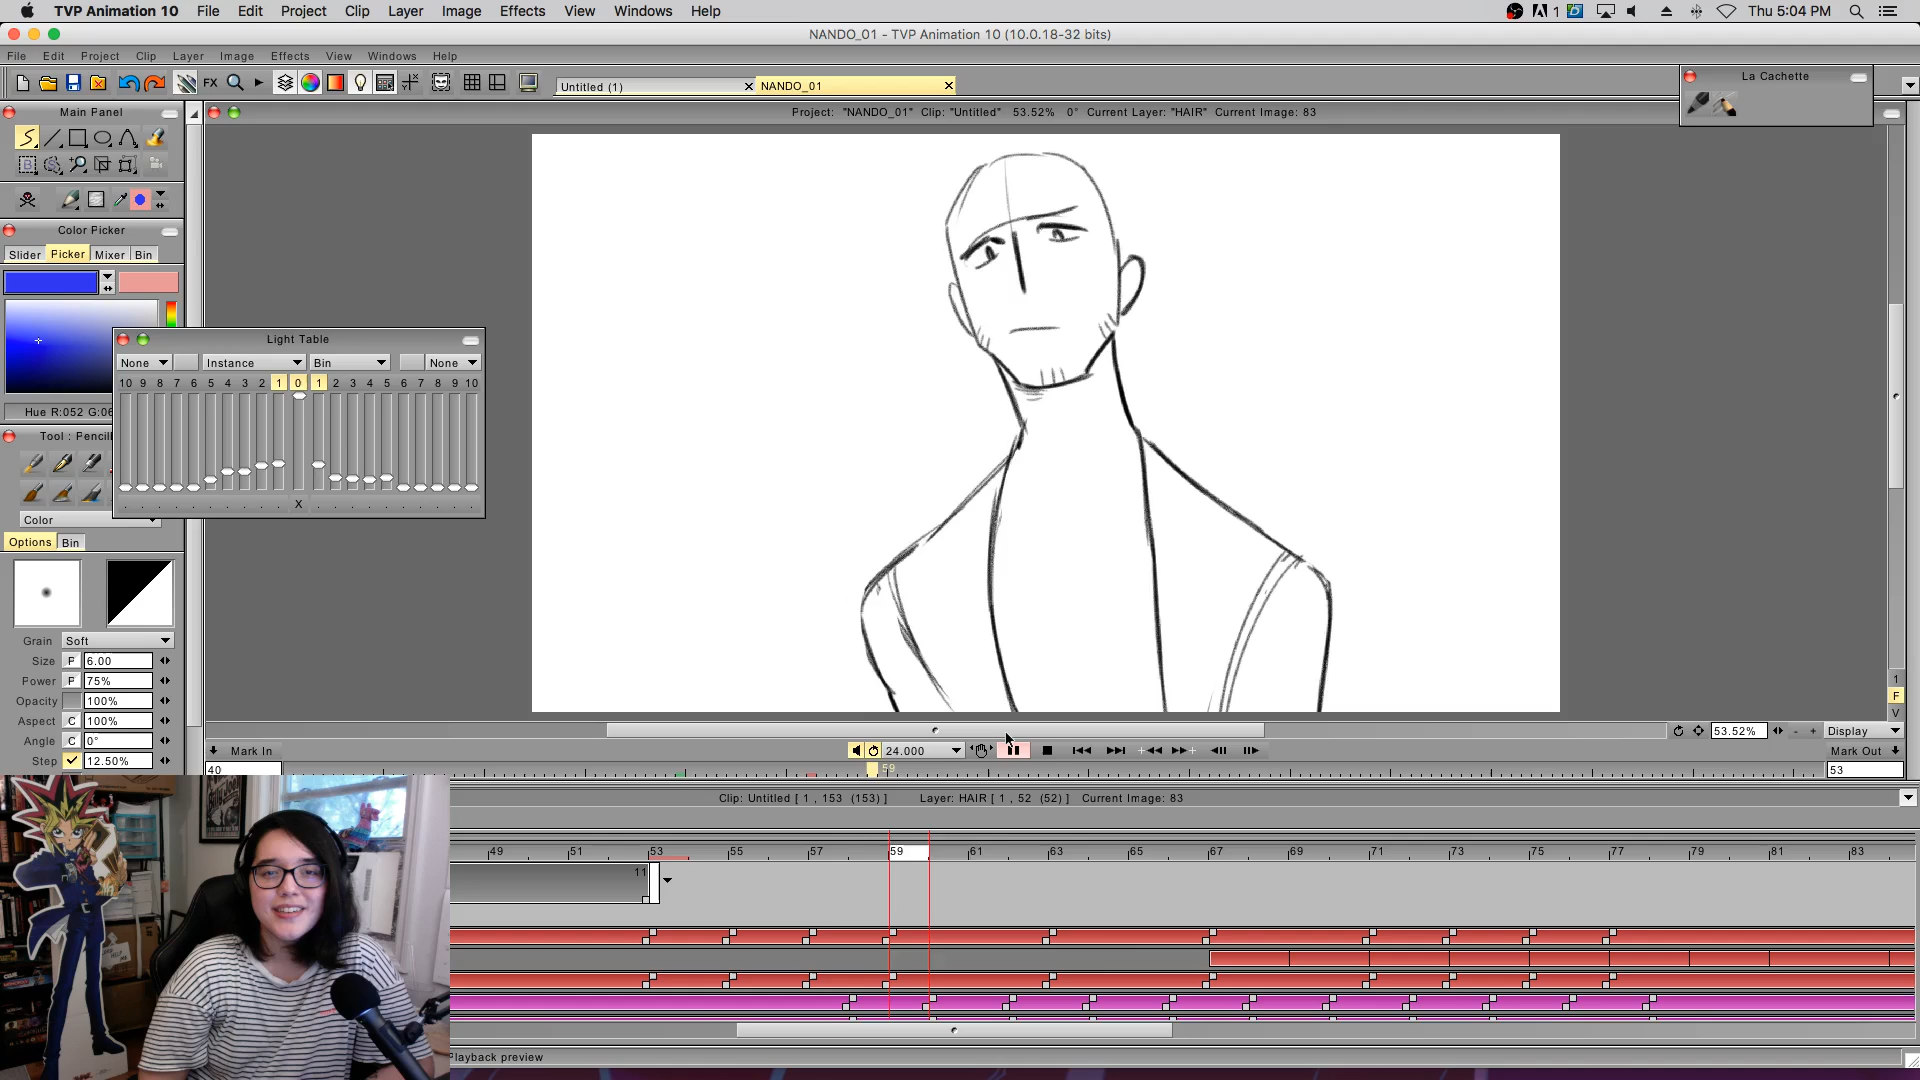 TVP Animation 10 File Edit Project Clip Layer Image Effects View Windows Help 1 Thu 5:04 PM
NANDO_01 - TVP Animation 10 (10.0.18-32 bits)
File Edit Project Clip Layer Image Effects View Windows Help
FX Untitled (1) NANDO_01
La Cachette
Main Panel
Project: "NANDO_01" Clip: "Untitled" 53.52% 0° Current Layer: "HAIR" Current Image: 83
Color Picker
Slider Picker Mixer Bin
Light Table
None Instance Bin None
10 9 8 7 6 5 4 3 2 1 0 1 2 3 4 5 6 7 8 9 10
Hue R:052 G:06
Tool : Pencil
X
Color
Options Bin
Grain Soft
Size P 6.00
Power P 75%
Opacity 100%
Aspect C 100%
Angle C 0°
Step 12.50%
1
F
V
53.52% - + Display
Mark In 24.000 Mark Out
40 59 53
Clip: Untitled [ 1 , 153 (153) ] Layer: HAIR [ 1 , 52 (52) ] Current Image: 83
49 51 53 55 57 59 61 63 65 67 69 71 73 75 77 79 81 83
11
Playback preview